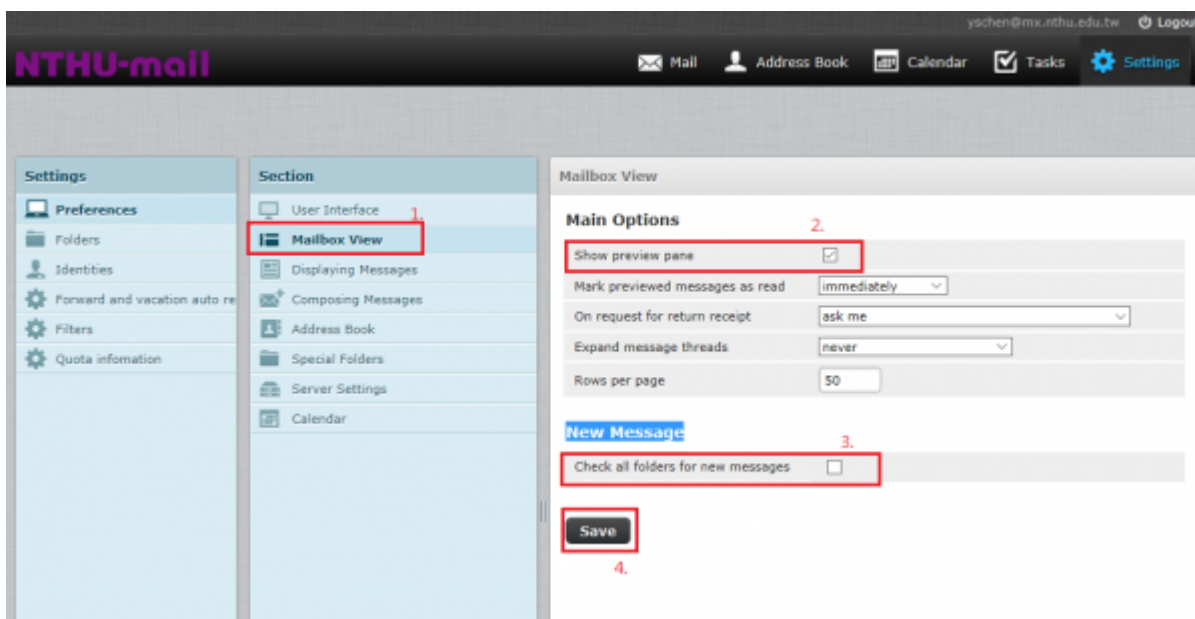 yschen@mx.nthu.edu.tw Logout
NTHU-mail
Mail Address Book Calendar Tasks Settings
Settings
Preferences
Folders
Identities
Forward and vacation auto re
Filters
Quota infomation
Section
User Interface
1.
Mailbox View
Displaying Messages
Composing Messages
Address Book
Special Folders
Server Settings
Calendar
Mailbox View
Main Options
2.
Show preview pane
Mark previewed messages as read immediately
On request for return receipt ask me
Expand message threads never
Rows per page 50
New Message
3.
Check all folders for new messages
Save
4.